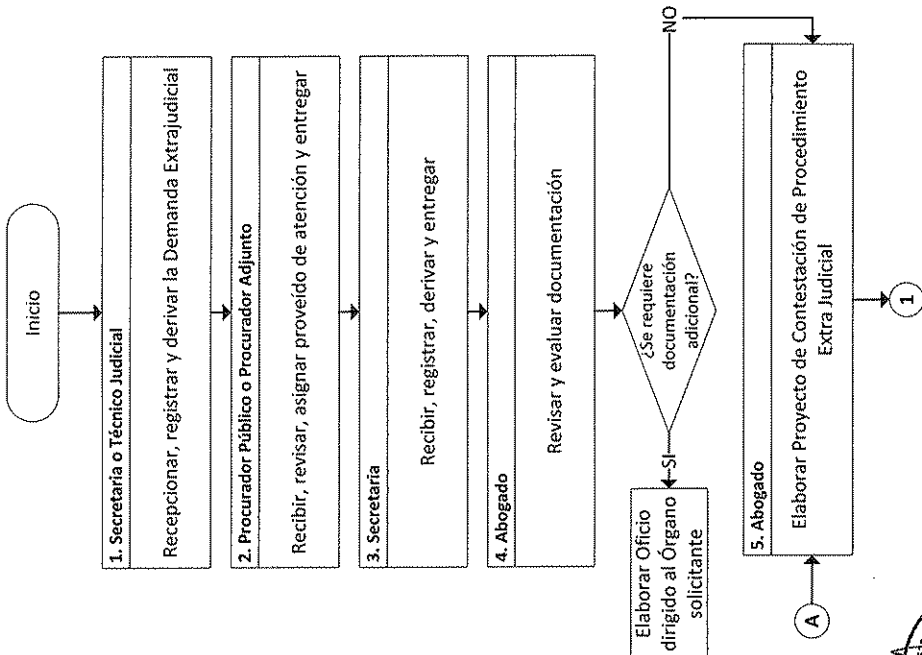 Inicio
1. Secretaria o Técnico Judicial
Recepcionar, registrar y derivar la Demanda Extrajudicial
2. Procurador Público o Procurador Adjunto
Recibir, revisar, asignar proveído de atención y entregar
3. Secretaria
Recibir, registrar, derivar y entregar
4. Abogado
Revisar y evaluar documentación
¿Se requiere
documentación
adicional?
NO
SI
Elaborar Oficio
dirigido al Órgano
solicitante
5. Abogado
Elaborar Proyecto de Contestación de Procedimiento
Extra Judicial
A
1